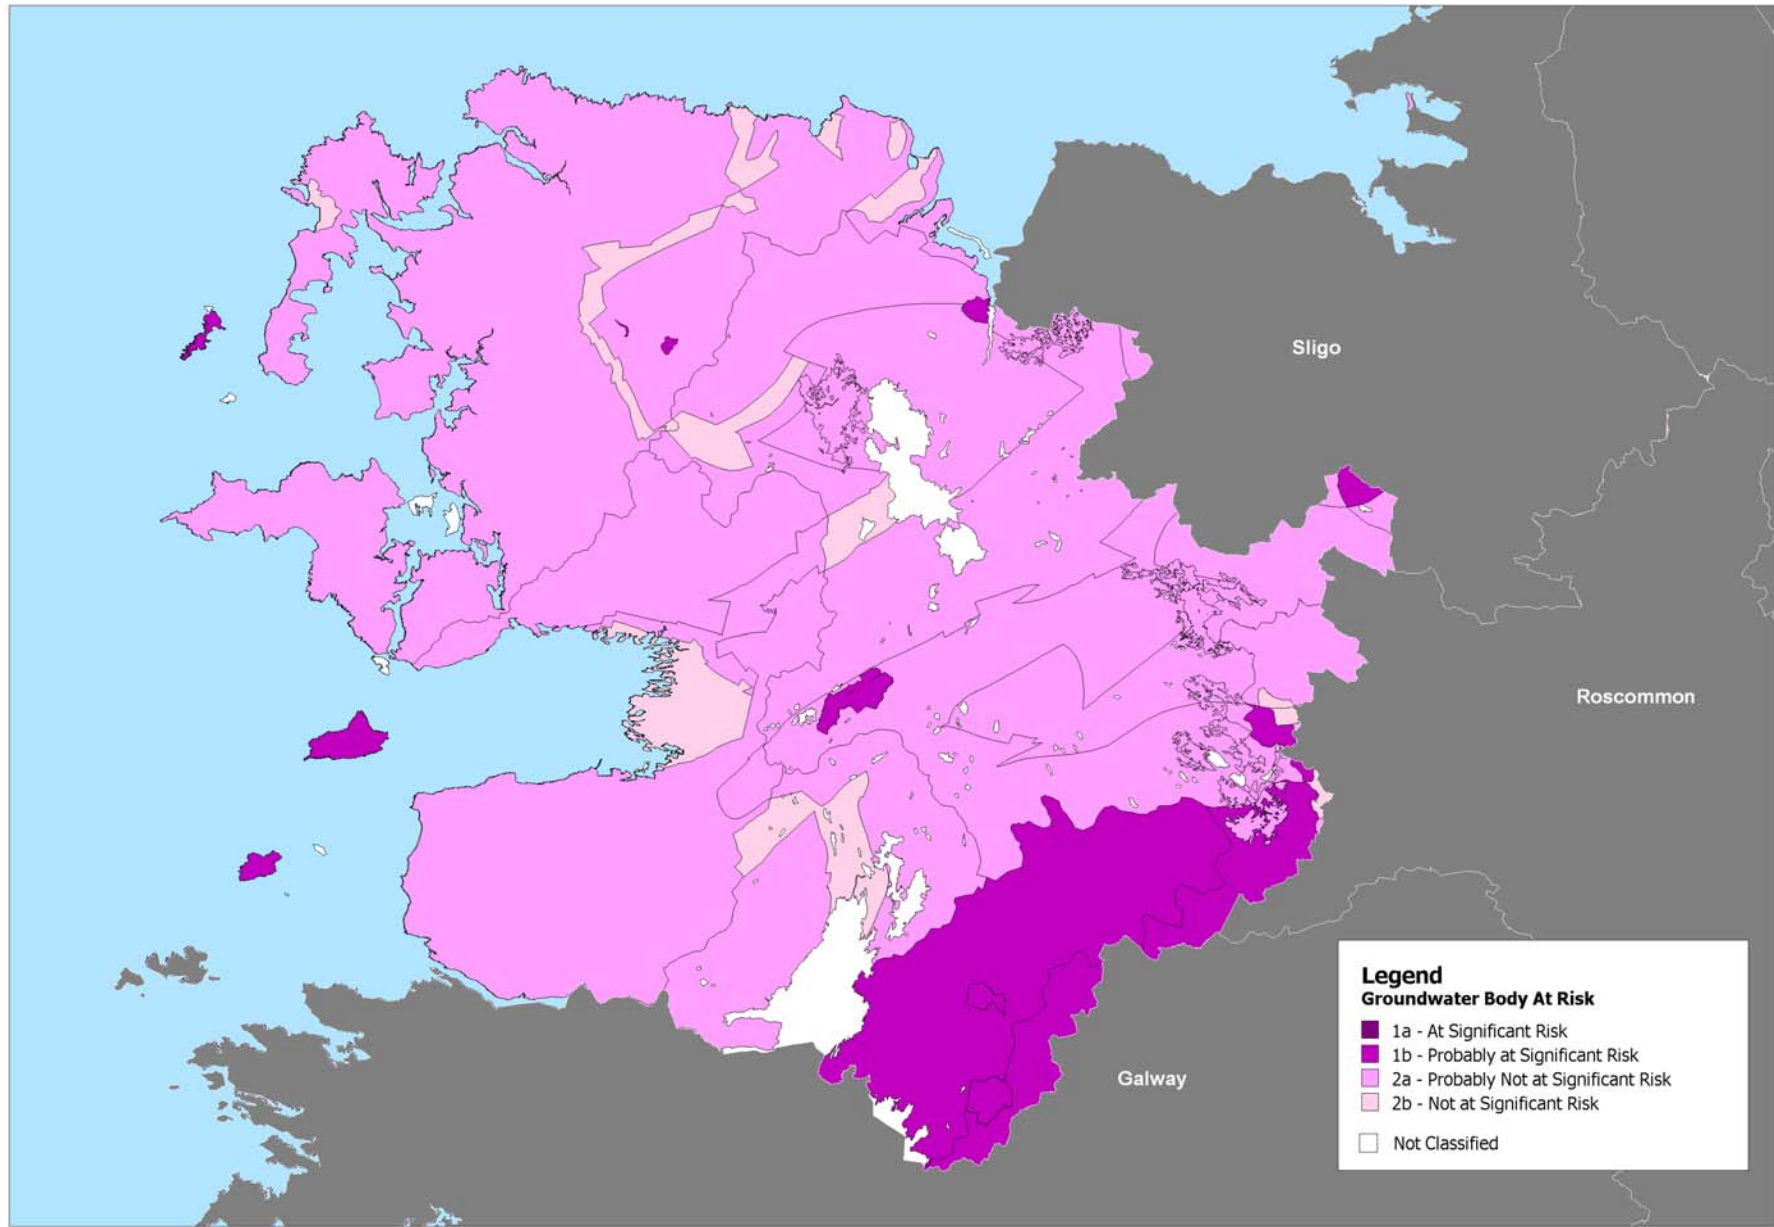 Sligo
Roscommon
Galway
Legend
Groundwater Body At Risk
1a - At Significant Risk
1b - Probably at Significant Risk
2a - Probably Not at Significant Risk
2b - Not at Significant Risk
Not Classified